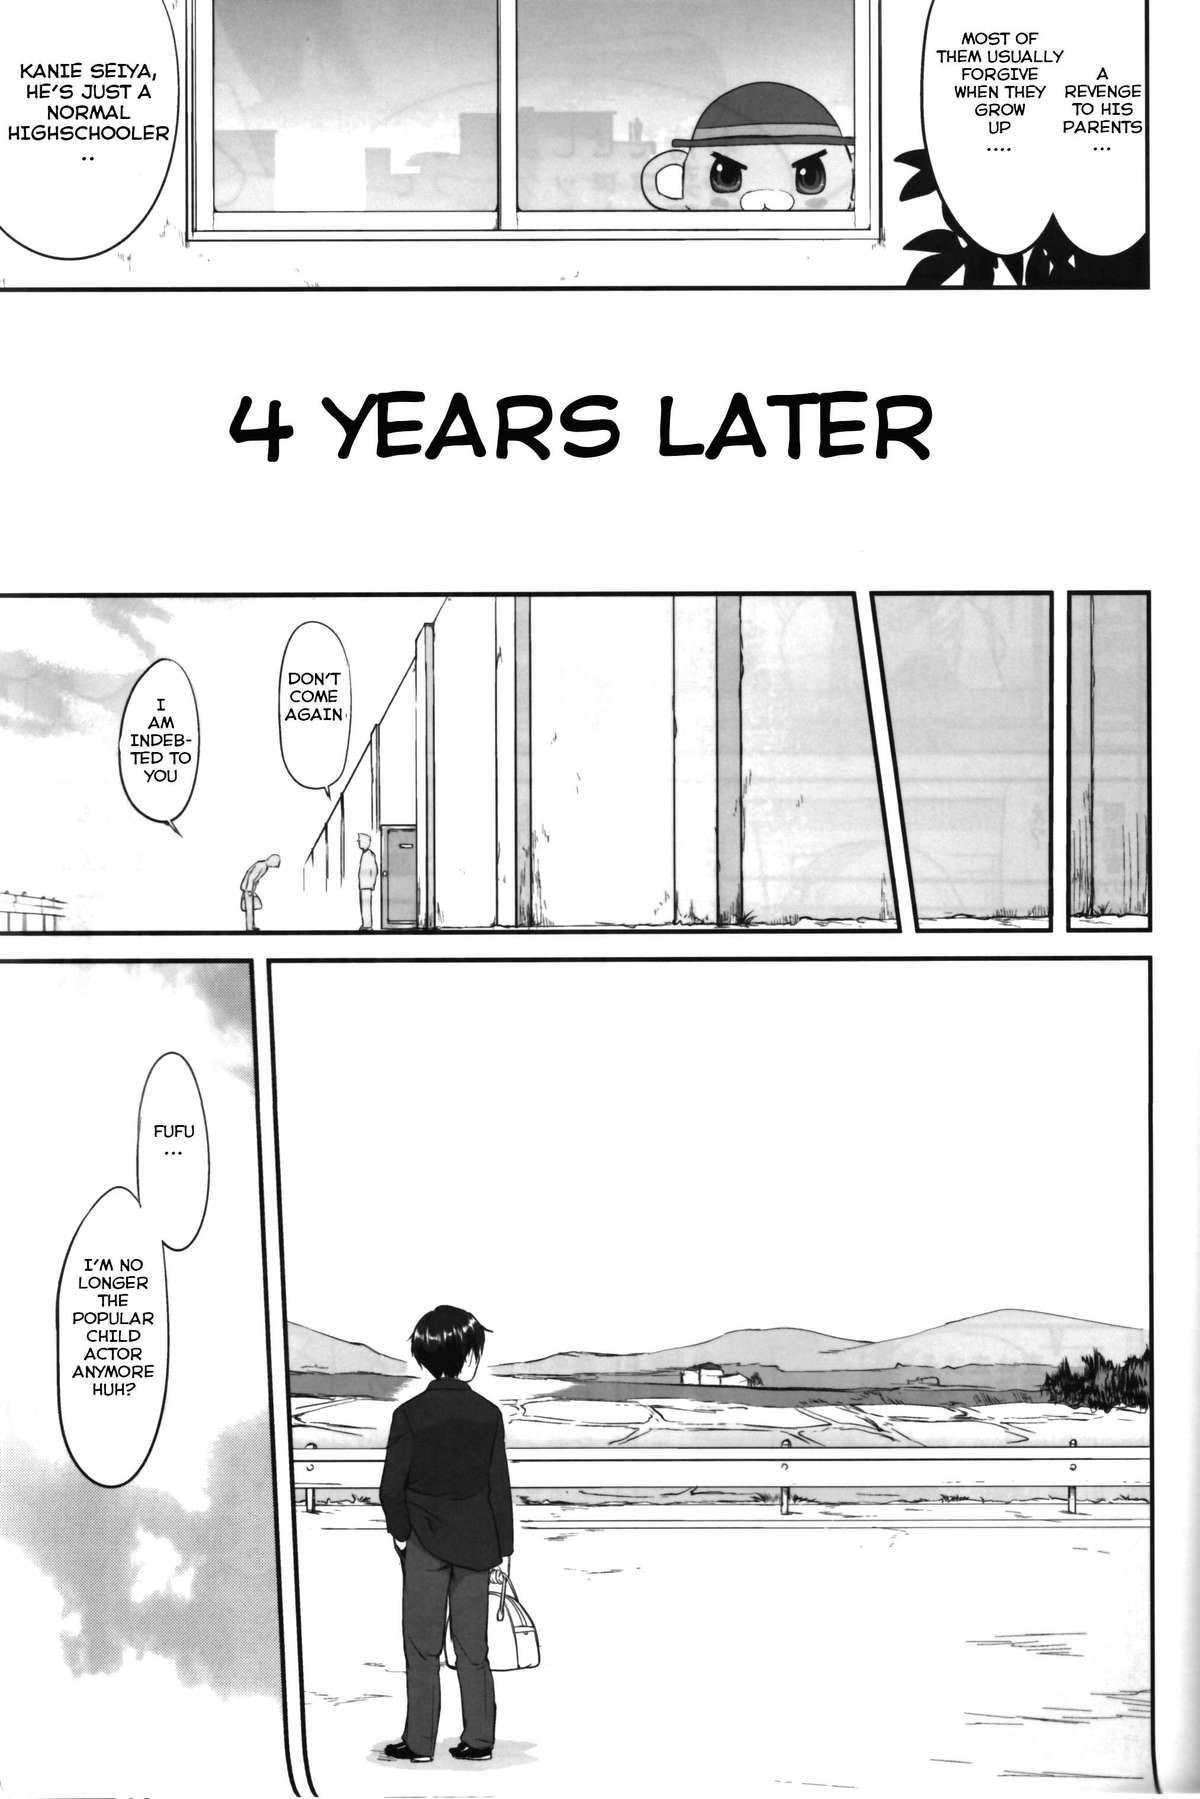 A
REVENGE
TO HIS
PARENTS
...
MOST OF
THEM USUALLY
FORGIVE
WHEN THEY
GROW
UP
....
KANIE SEIYA,
HE'S JUST A
NORMAL
HIGHSCHOOLER
..
4 YEARS LATER
DON'T
COME
AGAIN
I
AM
INDEB-
TED TO
YOU
FUFU
...
I'M NO
LONGER
THE
POPULAR
CHILD
ACTOR
ANYMORE
HUH?